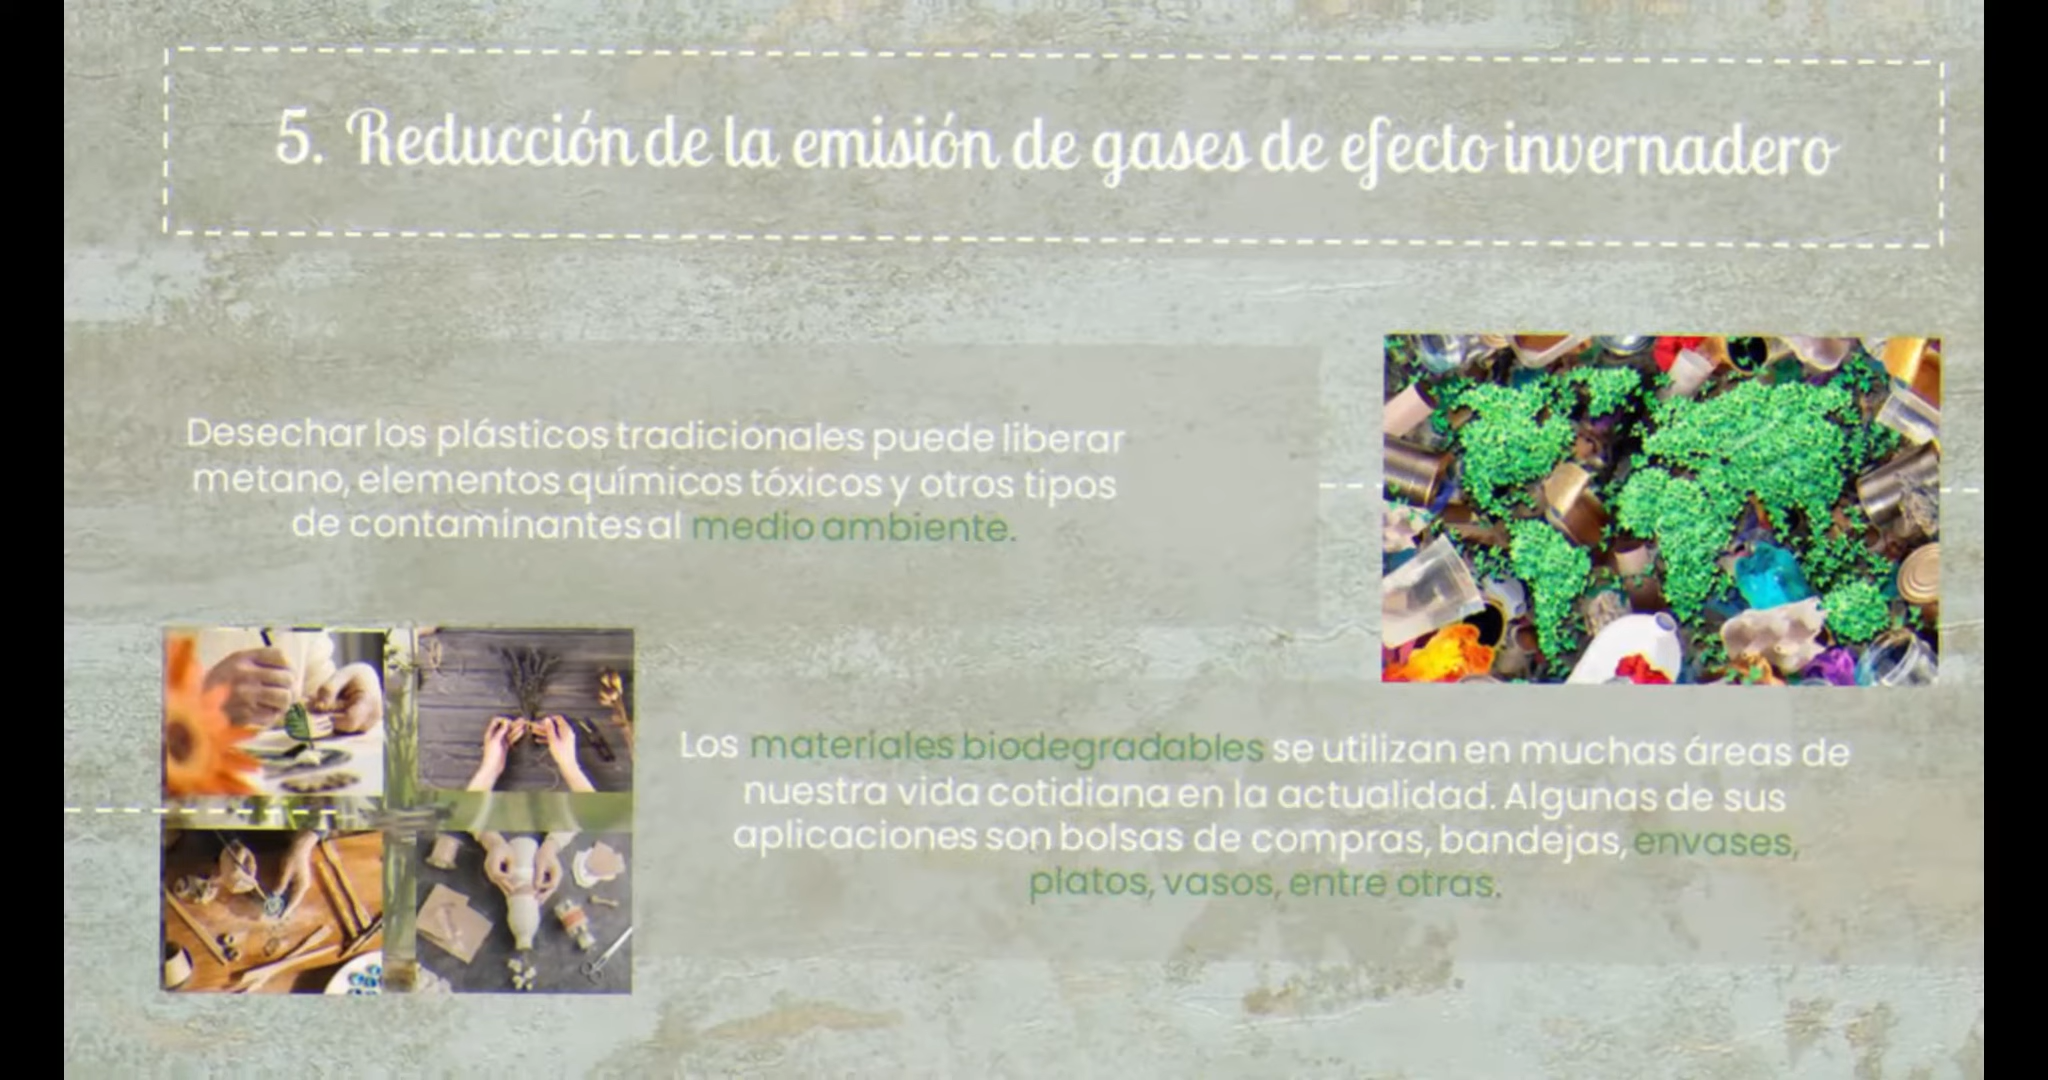 5. Reducción de la emisión de gases de efecto invernadero
Desechar los plásticos tradicionales puede liberar
metano, elementos químicos tóxicos y otros tipos
de contaminantes al medio ambiente.
Los materiales biodegradables se utilizan en muchas áreas de
nuestra vida cotidiana en la actualidad. Algunas de sus
aplicaciones son bolsas de compras, bandejas, envases,
platos, vasos, entre otras.